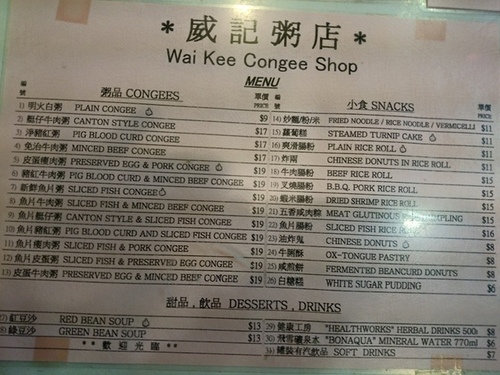 * 威記粥店 *
Wai Kee Congee Shop
MENU
編號 粥品 CONGEES 單價 PRICE
1) 明火白粥 PLAIN CONGEE $9
2) 艇仔牛肉粥 CANTON STYLE CONGEE $17
3) 淨豬紅粥 PIG BLOOD CURD CONGEE $17
4) 免治牛肉粥 MINCED BEEF CONGEE $17
5) 皮蛋瘦肉粥 PRESERVED EGG & PORK CONGEE $17
6) 豬紅牛肉粥 PIG BLOOD CURD & MINCED BEEF CONGEE $19
7) 新鮮魚片粥 SLICED FISH CONGEE $19
8) 魚片牛肉粥 SLICED FISH & MINCED BEEF CONGEE $19
9) 魚片艇仔粥 CANTON STYLE & SLICED FISH CONGEE $19
10) 魚片豬紅粥 PIG BLOOD CURD AND SLICED FISH CONGEE $19
11) 魚片瘦肉粥 SLICED FISH & PORK CONGEE $19
12) 魚片皮蛋粥 SLICED FISH & PRESERVED EGG CONGEE $19
13) 皮蛋牛肉粥 PRESERVED EGG & MINCED BEEF CONGEE $19
編號 小食 SNACKS 單價 PRICE
14) 炒麵/粉/米 FRIED NOODLE / RICE NOODLE / VERMICELLI $11
15) 蘿蔔糕 STEAMED TURNIP CAKE $11
16) 爽滑腸粉 PLAIN RICE ROLL $11
17) 炸兩 CHINESE DONUTS IN RICE ROLL $11
18) 牛肉腸粉 BEEF RICE ROLL $15
19) 叉燒腸粉 B.B.Q. PORK RICE ROLL $15
20) 蝦米腸粉 DRIED SHRIMP RICE ROLL $15
21) 五香咸肉粽 MEAT GLUTINOUS $15
22) 魚片腸粉 SLICED FISH RICE $16
23) 油炸鬼 CHINESE DONUTS $8
24) 牛脷酥 OX-TONGUE PASTRY $8
25) 咸煎餅 FERMENTED BEANCURD DONUTS $8
26) 白糖糕 WHITE SUGAR PUDDING $6
甜品,飲品 DESSERTS, DRINKS
27) 紅豆沙 RED BEAN SOUP $13
28) 綠豆沙 GREEN BEAN SOUP $13
* * 歡迎光臨 * *
29) 健康工房 "HEALTHWORKS" HERBAL DRINKS 500m $8
30) 飛雪礦泉水 "BONAQUA" MINERAL WATER 770ml $6
31) 罐裝有汽飲品 SOFT DRINKS $7